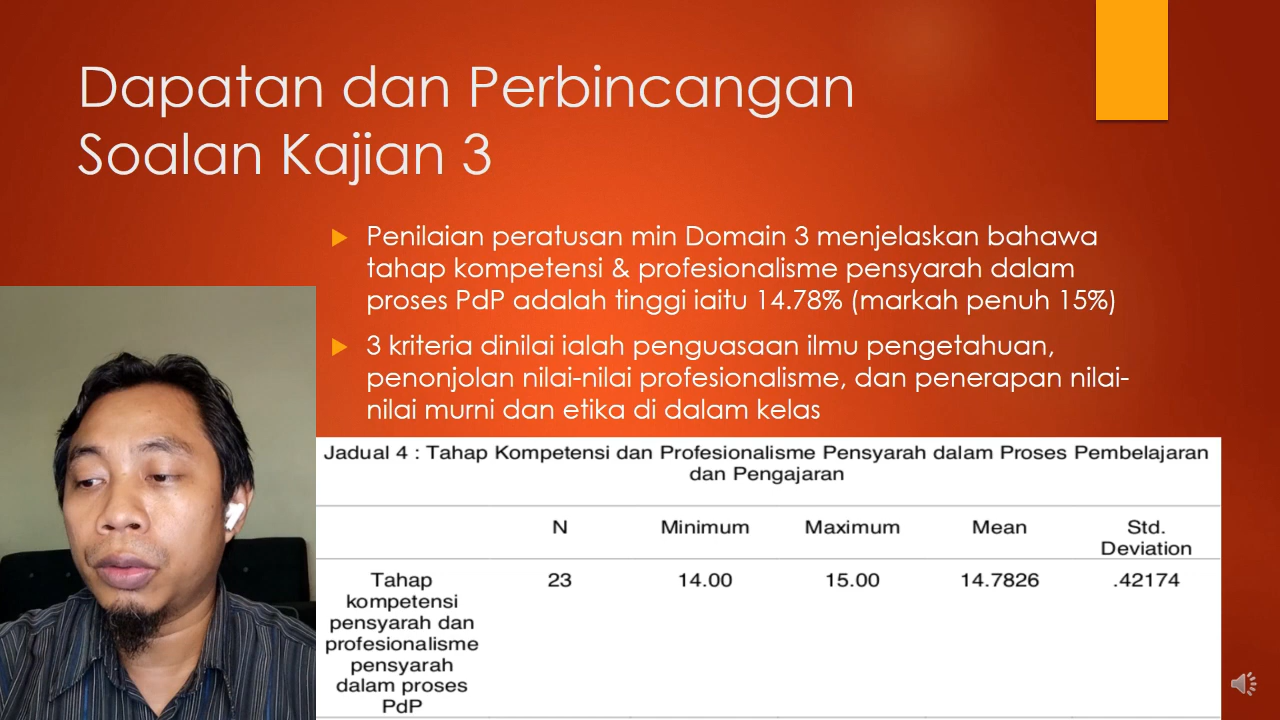 Dapatan dan Perbincangan
Soalan Kajian 3
Penilaian peratusan min Domain 3 menjelaskan bahawa
tahap kompetensi & profesionalisme pensyarah dalam
proses PdP adalah tinggi iaitu 14.78% (markah penuh 15%)
3 kriteria dinilai ialah penguasaan ilmu pengetahuan,
penonjolan nilai-nilai profesionalisme, dan penerapan nilai-
nilai murni dan etika di dalam kelas
Jadual 4 : Tahap Kompetensi dan Profesionalisme Pensyarah dalam Proses Pembelajaran
dan Pengajaran
N Minimum Maximum Mean Std.
Deviation
Tahap 23 14.00 15.00 14.7826 .42174
kompetensi
pensyarah dan
profesionalisme
pensyarah
dalam proses
PdP